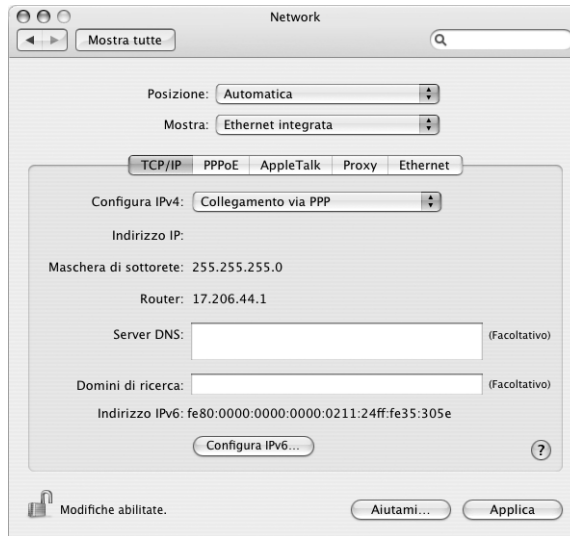 Network
Mostra tutte
Posizione: Automatica
Mostra: Ethernet integrata
TCP/IP PPPoE AppleTalk Proxy Ethernet
Configura IPv4: Collegamento via PPP
Indirizzo IP:
Maschera di sottorete: 255.255.255.0
Router: 17.206.44.1
Server DNS: (Facoltativo)
Domini di ricerca: (Facoltativo)
Indirizzo IPv6: fe80:0000:0000:0000:0211:24ff:fe35:305e
Configura IPv6... ?
Modifiche abilitate. Aiutami... Applica